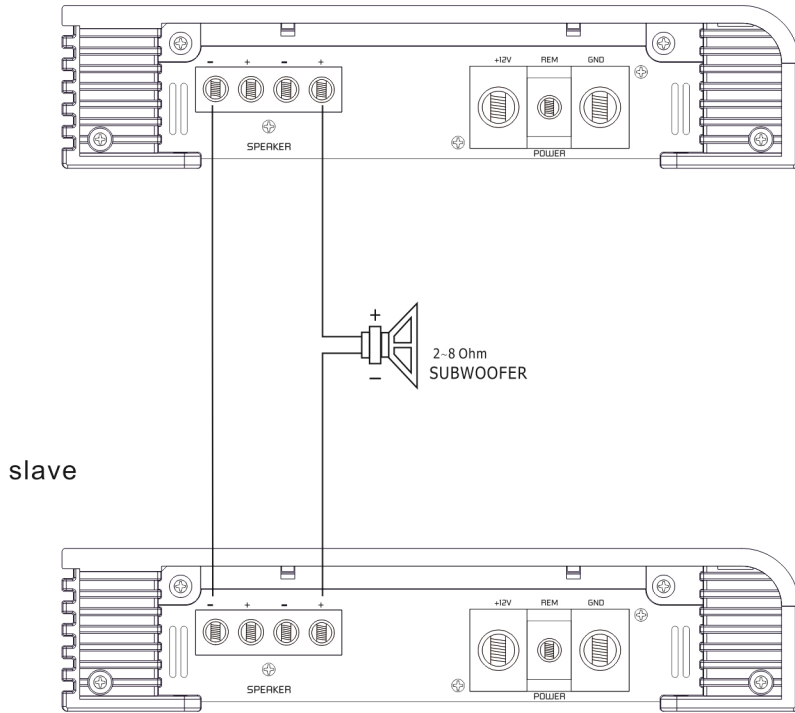 - + - +
+12V REM GND
SPEAKER
POWER
+
2~8 Ohm
SUBWOOFER
–
slave
- + - +
+12V REM GND
SPEAKER
POWER